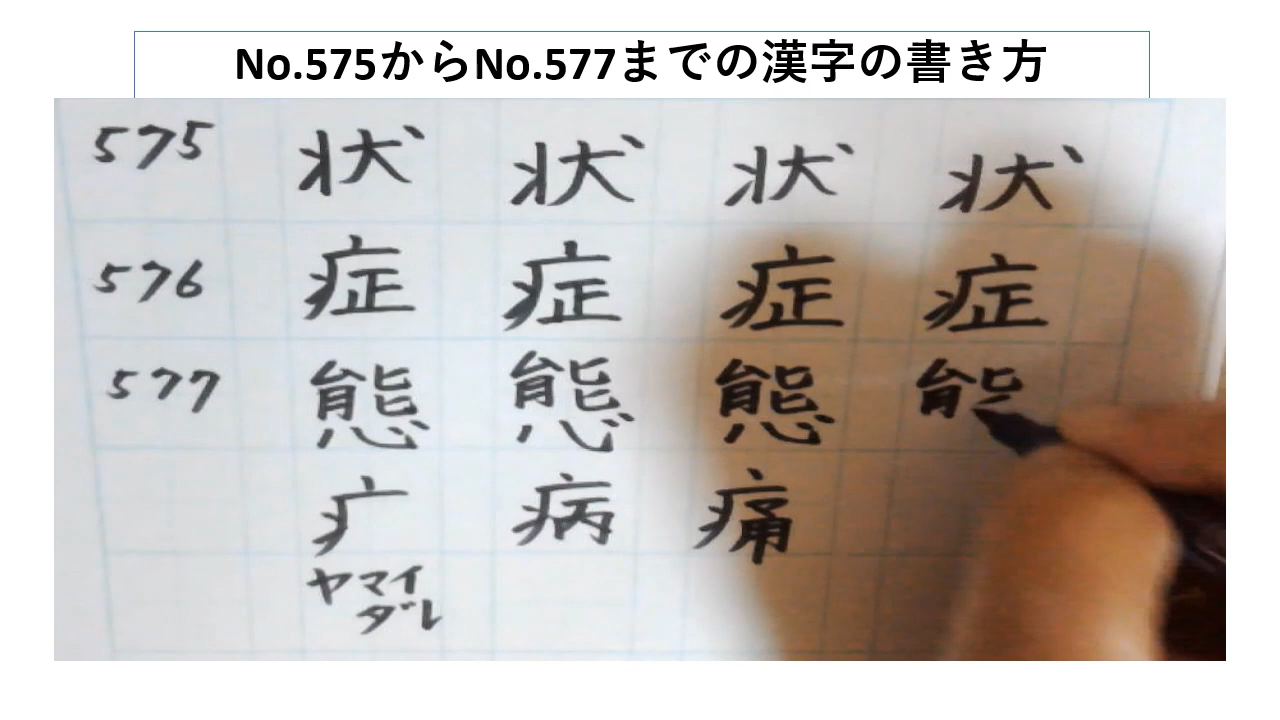 No.575からNo.577までの漢字の書き方
575 状 状 状 状
576 症 症 症 症
577 態 態 態 能
疒 病 痛
ヤマイ
ダレ